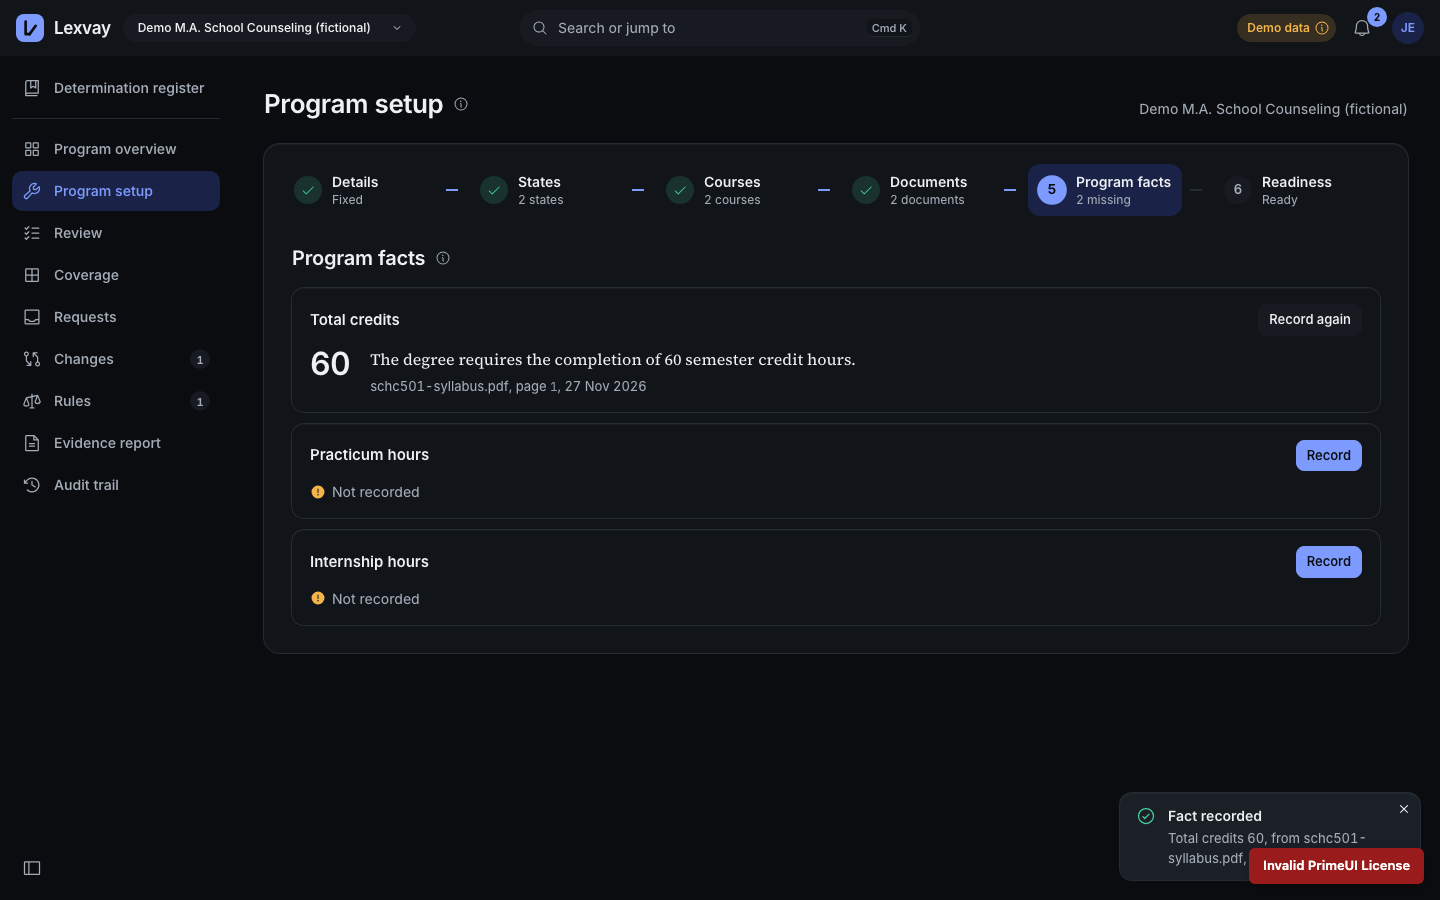 Lexvay
Demo M.A. School Counseling (fictional)
Search or jump to
Cmd K
Demo data
2
JE
Determination register
Program overview
Program setup
Review
Coverage
Requests
Changes
1
Rules
1
Evidence report
Audit trail
Program setup
Demo M.A. School Counseling (fictional)
Details
Fixed
States
2 states
Courses
2 courses
Documents
2 documents
5
Program facts
2 missing
6
Readiness
Ready
Program facts
Total credits
Record again
60
The degree requires the completion of 60 semester credit hours.
schc501-syllabus.pdf, page 1, 27 Nov 2026
Practicum hours
Record
Not recorded
Internship hours
Record
Not recorded
Fact recorded
Total credits 60, from schc501-
syllabus.pdf,
Invalid PrimeUI License